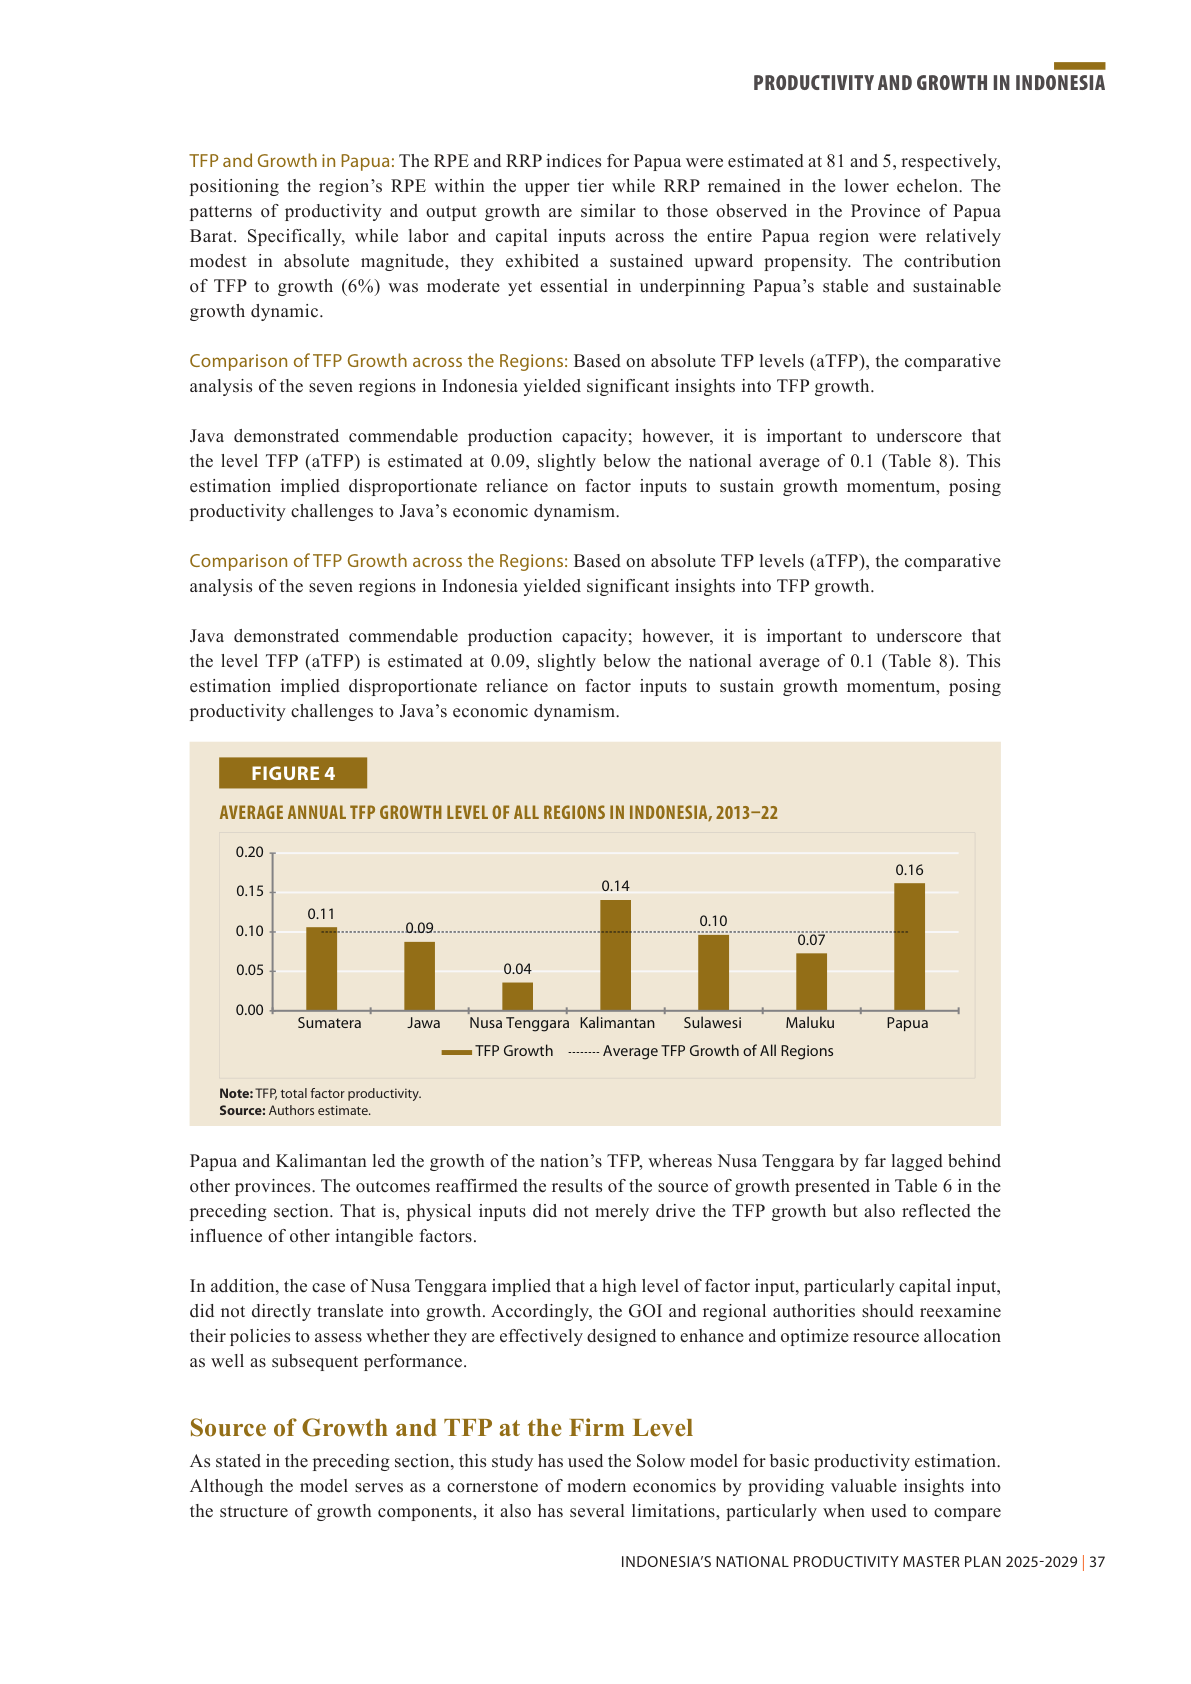 PRODUCTIVITY AND GROWTH IN INDONESIA
TFP and Growth in Papua: The RPE and RRP indices for Papua were estimated at 81 and 5, respectively,
positioning the region’s RPE within the upper tier while RRP remained in the lower echelon. The
patterns of productivity and output growth are similar to those observed in the Province of Papua
Barat. Specifically, while labor and capital inputs across the entire Papua region were relatively
modest in absolute magnitude, they exhibited a sustained upward propensity. The contribution
of TFP to growth (6%) was moderate yet essential in underpinning Papua’s stable and sustainable
growth dynamic.
Comparison of TFP Growth across the Regions: Based on absolute TFP levels (aTFP), the comparative
analysis of the seven regions in Indonesia yielded significant insights into TFP growth.
Java demonstrated commendable production capacity; however, it is important to underscore that
the level TFP (aTFP) is estimated at 0.09, slightly below the national average of 0.1 (Table 8). This
estimation implied disproportionate reliance on factor inputs to sustain growth momentum, posing
productivity challenges to Java’s economic dynamism.
Comparison of TFP Growth across the Regions: Based on absolute TFP levels (aTFP), the comparative
analysis of the seven regions in Indonesia yielded significant insights into TFP growth.
Java demonstrated commendable production capacity; however, it is important to underscore that
the level TFP (aTFP) is estimated at 0.09, slightly below the national average of 0.1 (Table 8). This
estimation implied disproportionate reliance on factor inputs to sustain growth momentum, posing
productivity challenges to Java’s economic dynamism.
FIGURE 4
AVERAGE ANNUAL TFP GROWTH LEVEL OF ALL REGIONS IN INDONESIA, 2013–22
0.20
0.15
0.10
0.05
0.00
0.11
0.09
0.04
0.14
0.10
0.07
0.16
Sumatera Jawa Nusa Tenggara Kalimantan Sulawesi Maluku Papua
TFP Growth Average TFP Growth of All Regions
Note: TFP, total factor productivity.
Source: Authors estimate.
Papua and Kalimantan led the growth of the nation’s TFP, whereas Nusa Tenggara by far lagged behind
other provinces. The outcomes reaffirmed the results of the source of growth presented in Table 6 in the
preceding section. That is, physical inputs did not merely drive the TFP growth but also reflected the
influence of other intangible factors.
In addition, the case of Nusa Tenggara implied that a high level of factor input, particularly capital input,
did not directly translate into growth. Accordingly, the GOI and regional authorities should reexamine
their policies to assess whether they are effectively designed to enhance and optimize resource allocation
as well as subsequent performance.
Source of Growth and TFP at the Firm Level
As stated in the preceding section, this study has used the Solow model for basic productivity estimation.
Although the model serves as a cornerstone of modern economics by providing valuable insights into
the structure of growth components, it also has several limitations, particularly when used to compare
INDONESIA’S NATIONAL PRODUCTIVITY MASTER PLAN 2025-2029 | 37